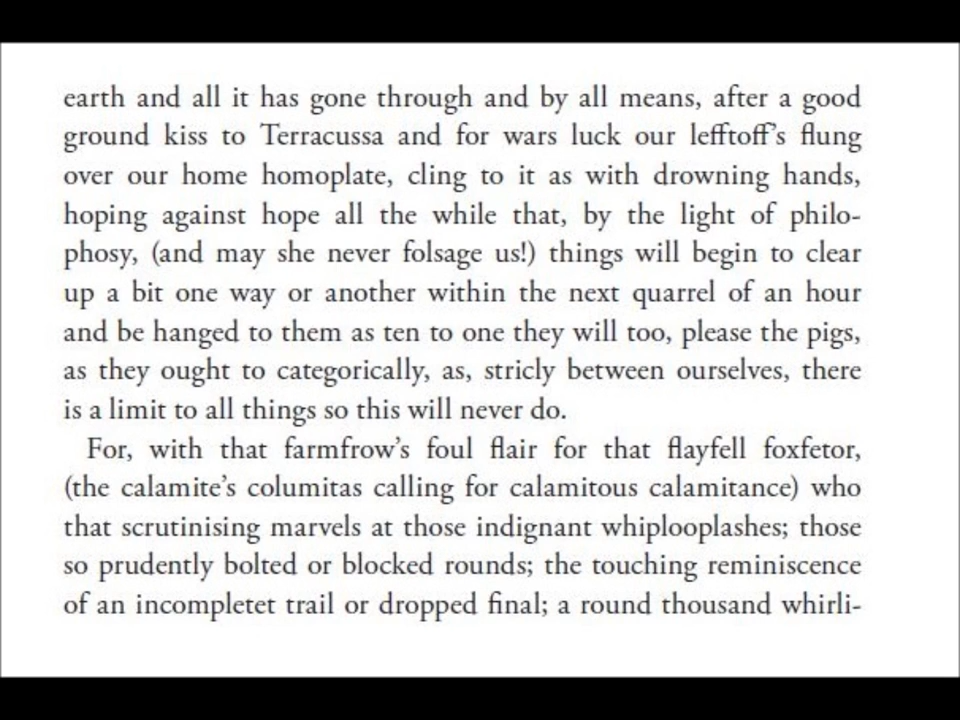 earth and all it has gone through and by all means, after a good
ground kiss to Terracussa and for wars luck our lefftoff’s flung
over our home homoplate, cling to it as with drowning hands,
hoping against hope all the while that, by the light of philo-
phosy, (and may she never folsage us!) things will begin to clear
up a bit one way or another within the next quarrel of an hour
and be hanged to them as ten to one they will too, please the pigs,
as they ought to categorically, as, stricly between ourselves, there
is a limit to all things so this will never do.
For, with that farmfrow’s foul flair for that flayfell foxfetor,
(the calamite’s columitas calling for calamitous calamitance) who
that scrutinising marvels at those indignant whiplooplashes; those
so prudently bolted or blocked rounds; the touching reminiscence
of an incompletet trail or dropped final; a round thousand whirli-